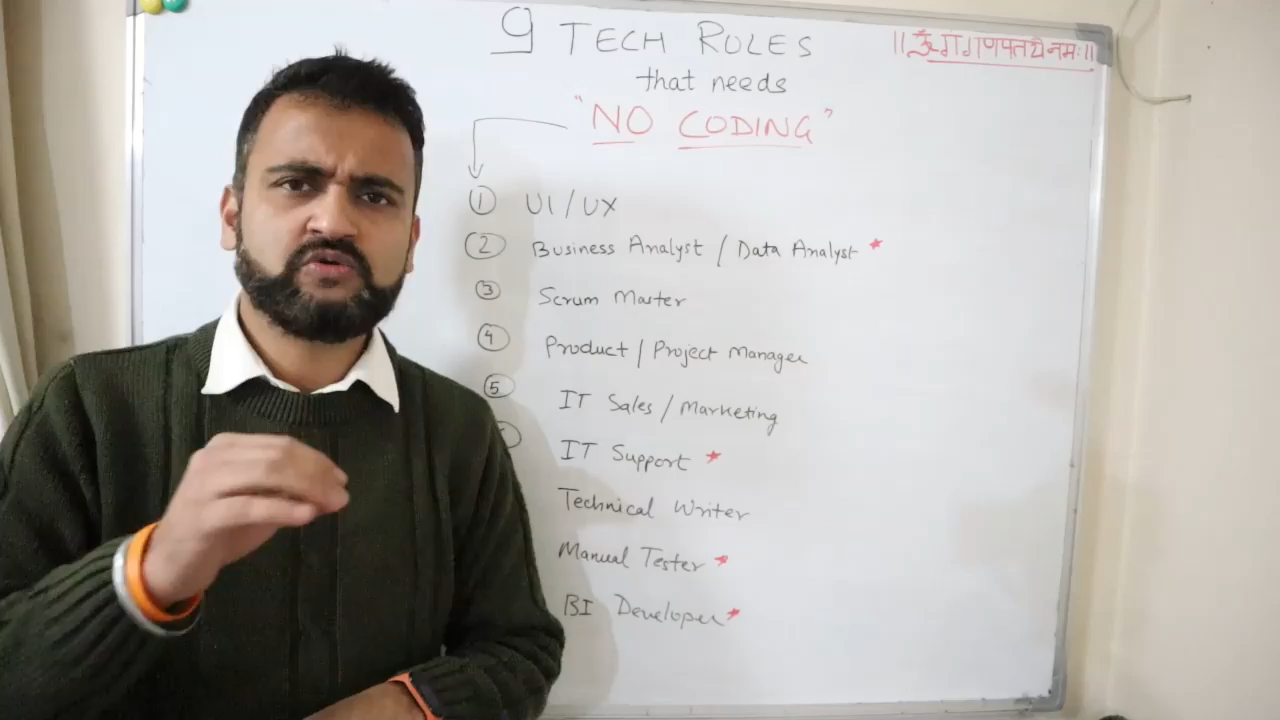 9 TECH ROLES
||ॐ गं गणपतये नमः||
that needs
"NO CODING"
① UI/UX
② Business Analyst / Data Analyst *
③ Scrum Master
④ Product / Project Manager
⑤ IT Sales / Marketing
IT Support *
Technical Writer
Manual Tester *
BI Developer *